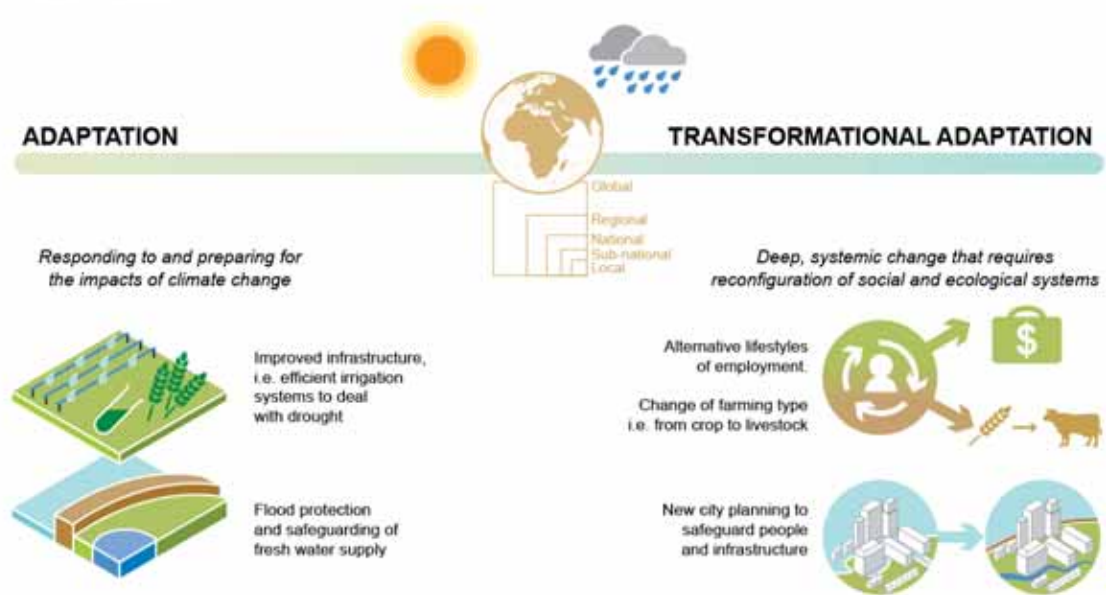 ADAPTATION
TRANSFORMATIONAL ADAPTATION
Global
Regional
National
Sub-national
Local
Responding to and preparing for
the impacts of climate change
Deep, systemic change that requires
reconfiguration of social and ecological systems
Improved infrastructure,
i.e. efficient irrigation
systems to deal
with drought
Flood protection
and safeguarding of
fresh water supply
Alternative lifestyles
of employment.
$
Change of farming type
i.e. from crop to livestock
New city planning to
safeguard people
and infrastructure